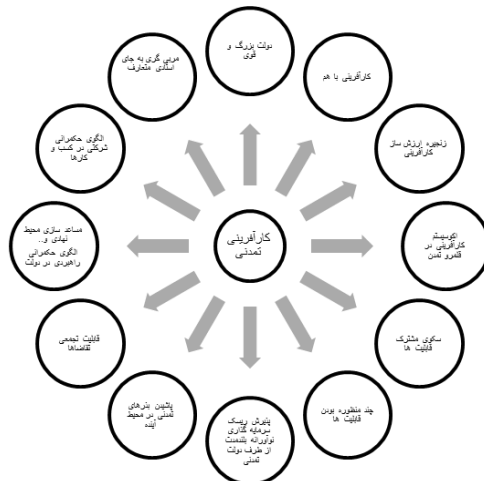 دولت بزرگ و
قوی
کارآفرینی با هم
زنجیره ارزش ساز
کارآفرینی
اکوسیستم
کارآفرینی در
قلمرو تمدن
سکوی مشترک
قابلیت ها
چند منظوره بودن
قابلیت ها
پذیرش ریسک
سرمایه گذاری
نوآورانه بلندمدت
از طرف دولت
تمدنی
پاشیدن بذرهای
تمدنی در محیط
آینده
قابلیت تجمعی
تقاضاها
مساعد سازی محیط
نهادی و..
الگوی حکمرانی
راهبردی در دولت
الگوی حکمرانی
شرکتی در کسب و
کارها
مربی گری به جای
استادی متعارف
کارآفرینی
تمدنی